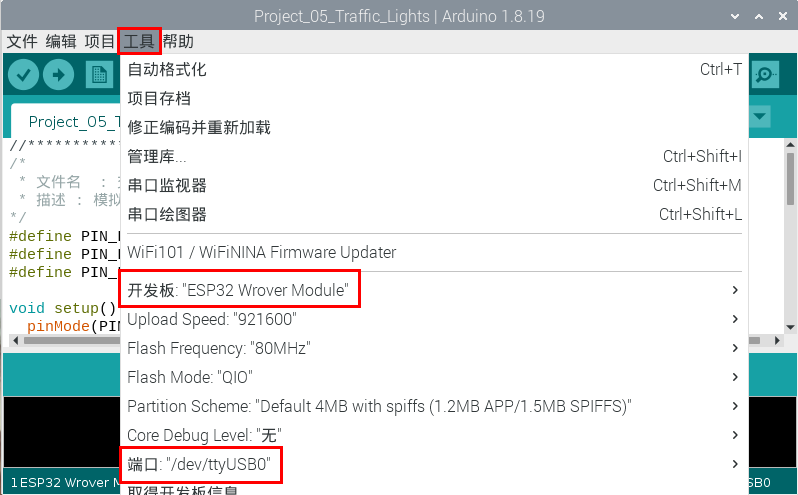 Project_05_Traffic_Lights | Arduino 1.8.19
文件 编辑 项目 工具 帮助
自动格式化 Ctrl+T
项目存档
修正编码并重新加载
管理库... Ctrl+Shift+I
串口监视器 Ctrl+Shift+M
串口绘图器 Ctrl+Shift+L
WiFi101 / WiFiNINA Firmware Updater
开发板: "ESP32 Wrover Module"
Upload Speed: "921600"
Flash Frequency: "80MHz"
Flash Mode: "QIO"
Partition Scheme: "Default 4MB with spiffs (1.2MB APP/1.5MB SPIFFS)"
Core Debug Level: "无"
端口: "/dev/ttyUSB0"
取得开发板信息
Project_05_T
//************
/*
* 文件名 :
* 描述 : 模拟
*/
#define PIN_
#define PIN_
#define PIN_
void setup()
pinMode(PIN
1 ESP32 Wrover M
SB0